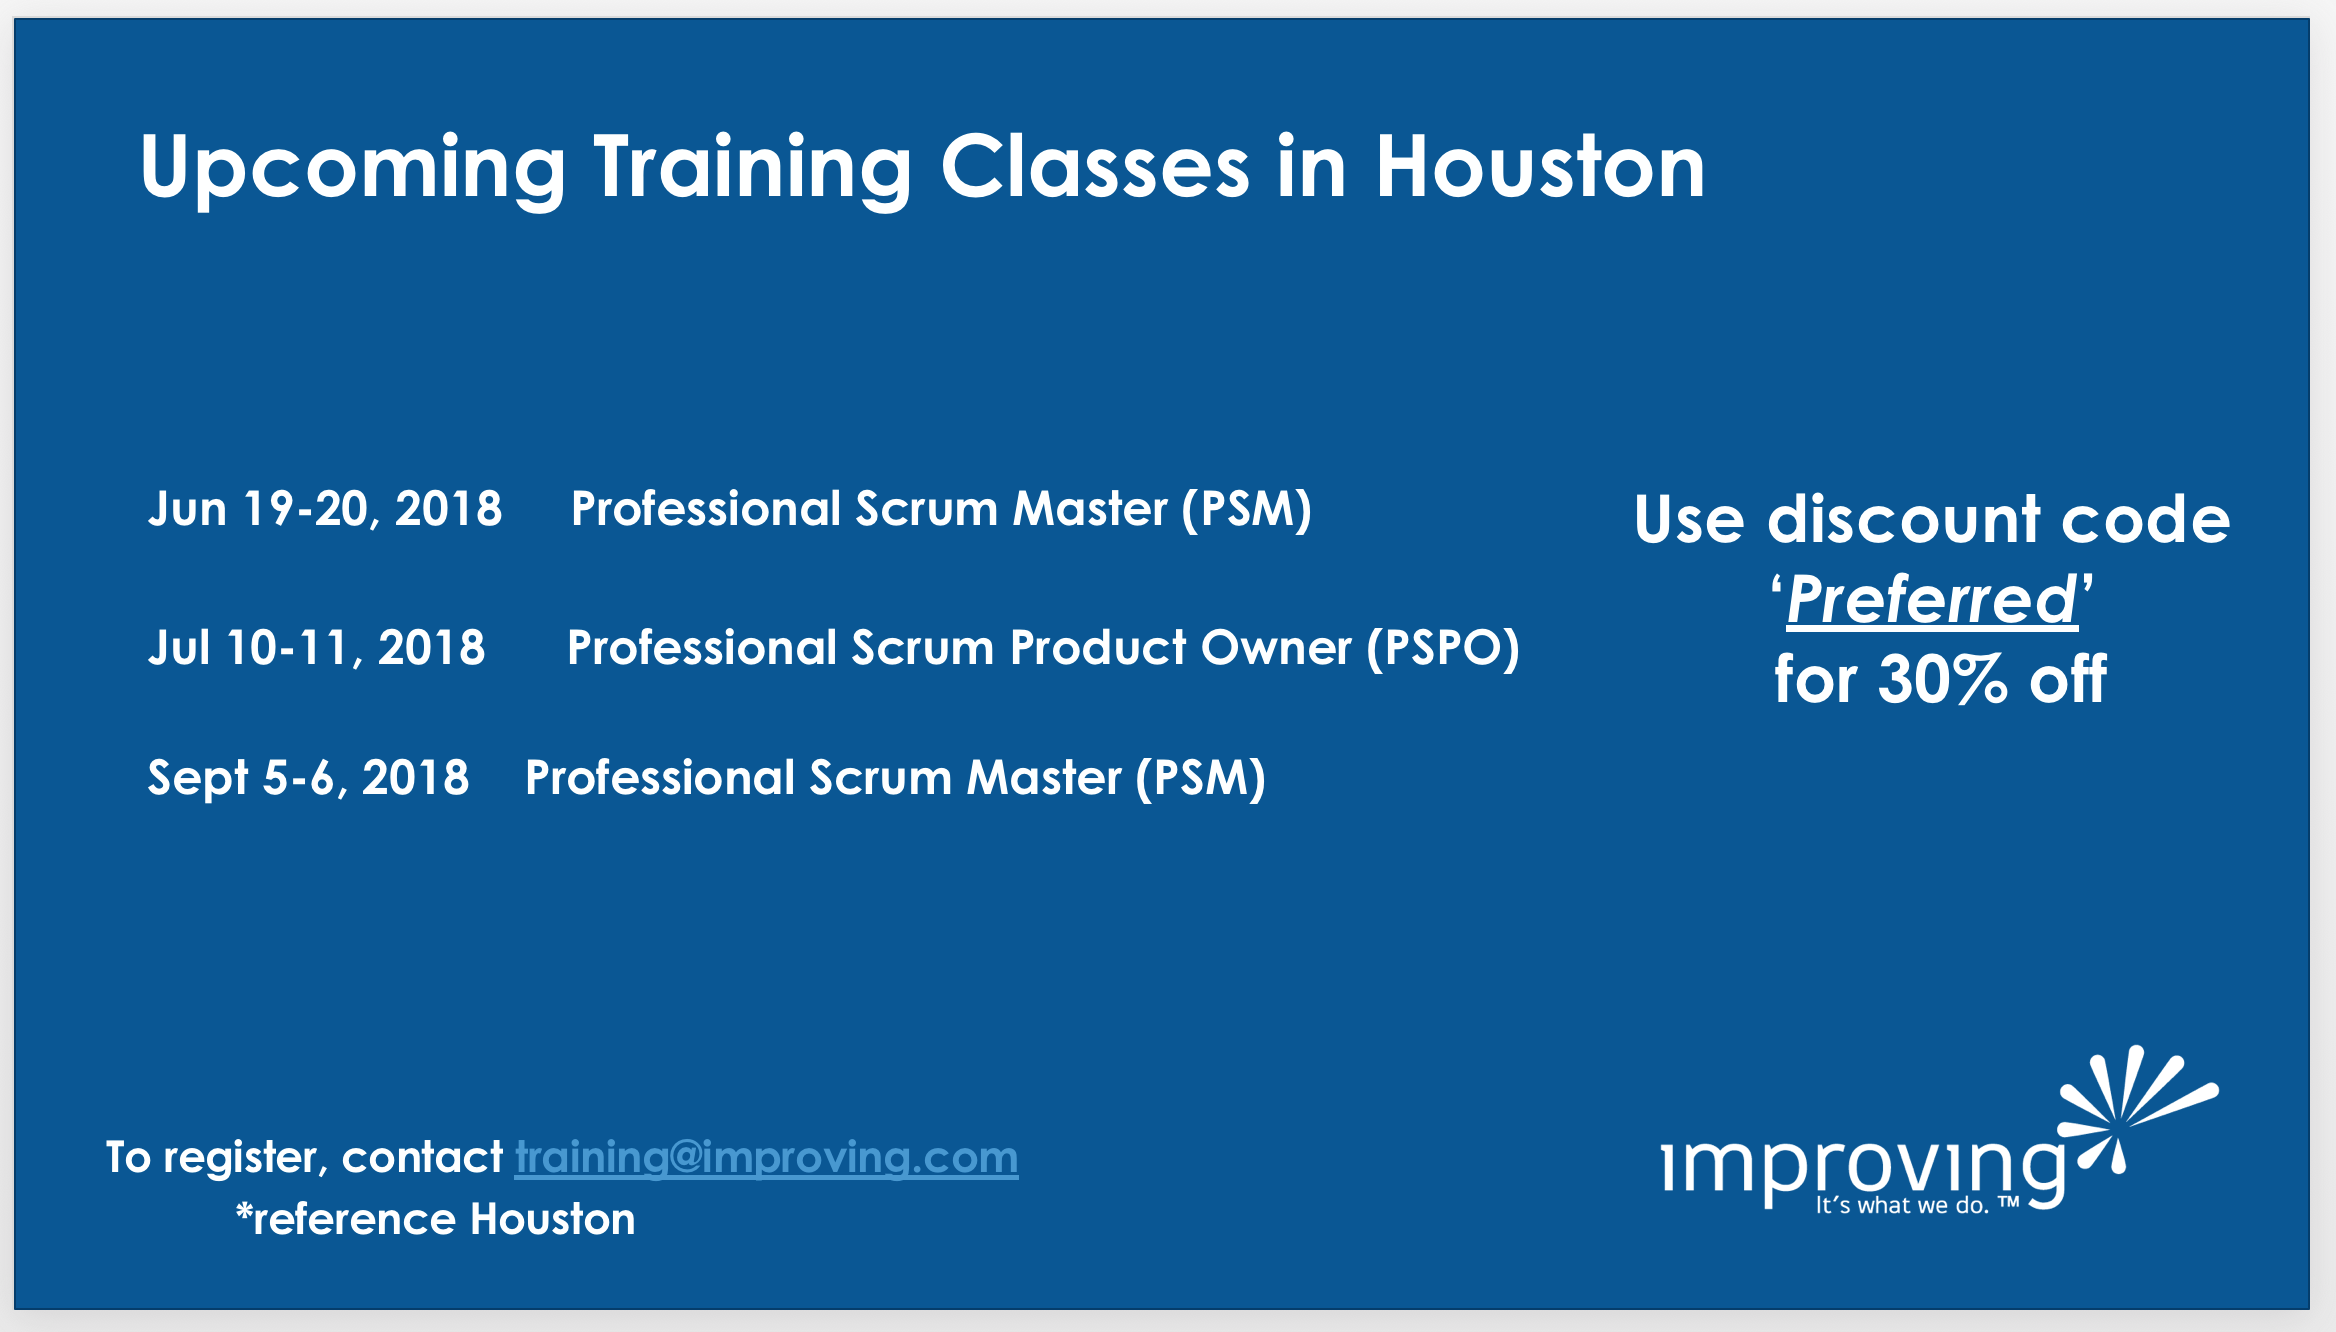 Upcoming Training Classes in Houston
Jun 19-20, 2018 Professional Scrum Master (PSM)
Jul 10-11, 2018 Professional Scrum Product Owner (PSPO)
Sept 5-6, 2018 Professional Scrum Master (PSM)
Use discount code
‘Preferred’
for 30% off
To register, contact training@improving.com
*reference Houston
improving
It's what we do. ™